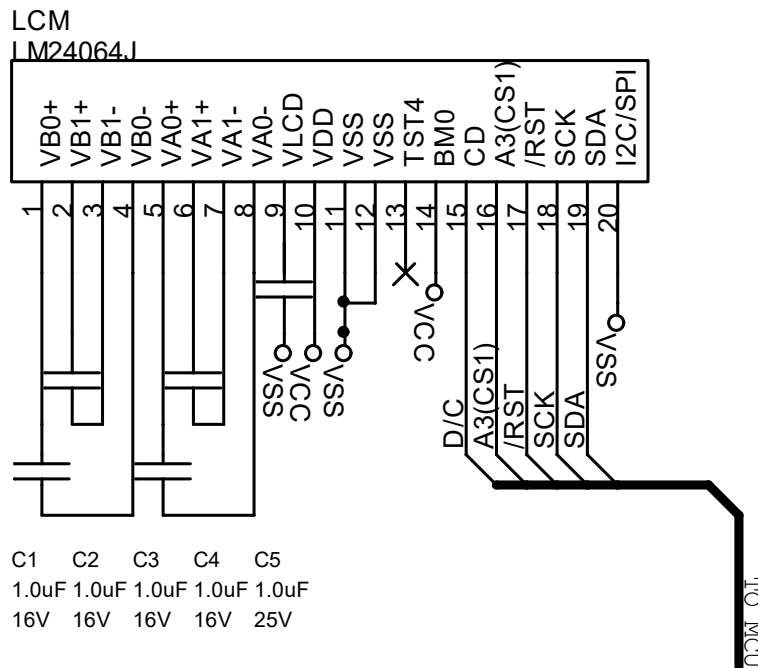 LCM
LM24064J
VB0+
VB1+
VB1-
VB0-
VA0+
VA1+
VA1-
VA0-
VLCD
VDD
VSS
VSS
TST4
BM0
CD
A3(CS1)
/RST
SCK
SDA
I2C/SPI
1
2
3
4
5
6
7
8
9
10
11
12
13
14
15
16
17
18
19
20
VSS
VCC
VSS
VCC
VSS
D/C
A3(CS1)
/RST
SCK
SDA
C1 C2 C3 C4 C5
1.0uF 1.0uF 1.0uF 1.0uF 1.0uF
16V 16V 16V 16V 25V
TO MCU